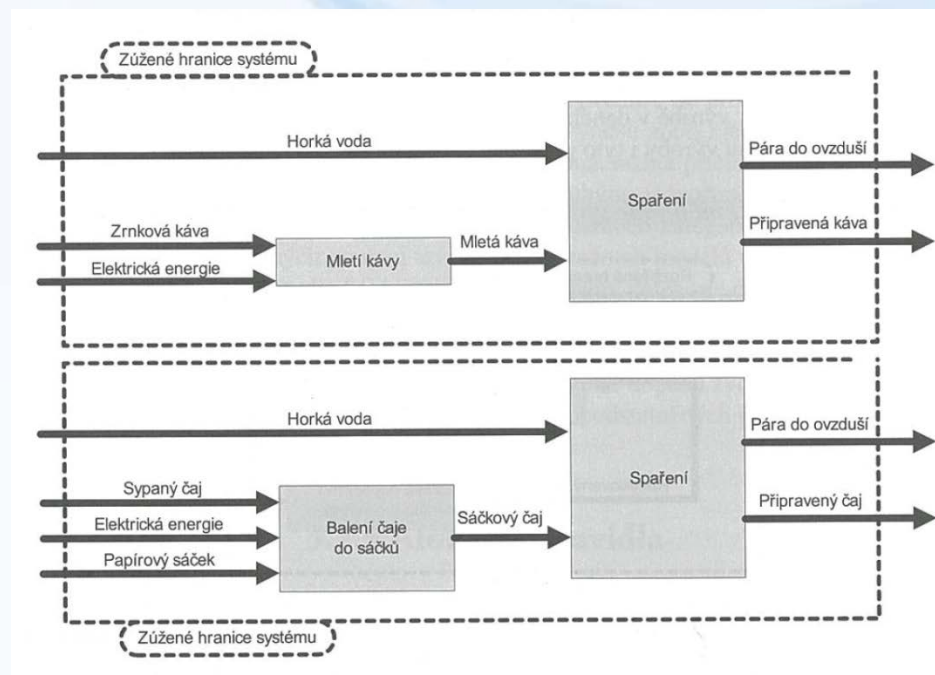 Zúžené hranice systému
Horká voda
Zrnková káva
Elektrická energie
Mletí kávy
Mletá káva
Spaření
Pára do ovzduší
Připravená káva
Horká voda
Sypaný čaj
Elektrická energie
Papírový sáček
Balení čaje
do sáčků
Sáčkový čaj
Spaření
Pára do ovzduší
Připravený čaj
Zúžené hranice systému